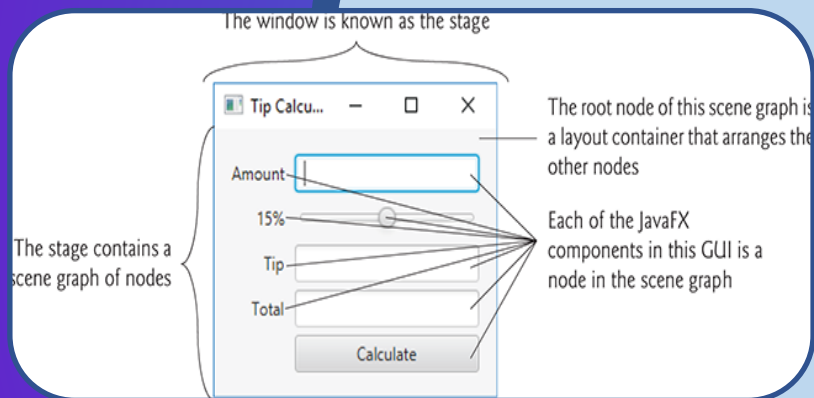 The window is known as the stage
Tip Calcu...
The root node of this scene graph is
a layout container that arranges the
other nodes
Amount
15%
Each of the JavaFX
components in this GUI is a
node in the scene graph
The stage contains a
scene graph of nodes
Tip
Total
Calculate